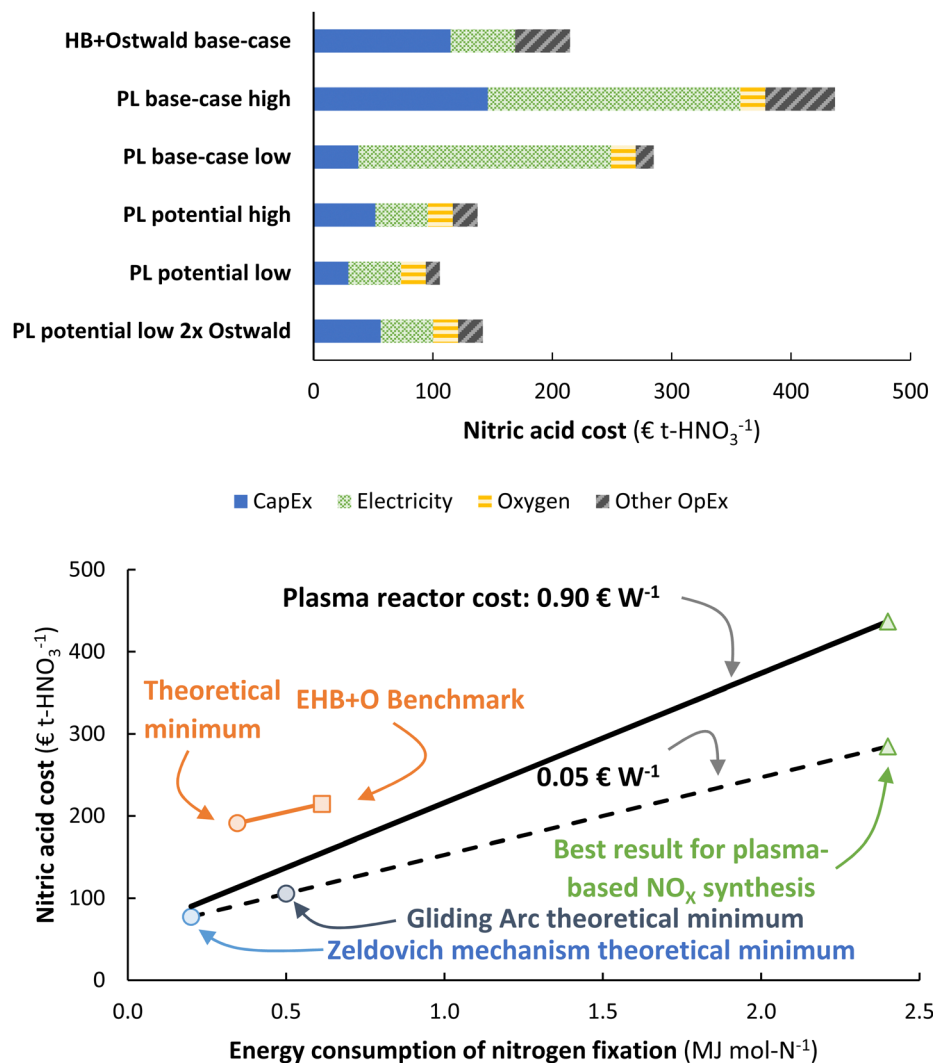 HB+Ostwald base-case
PL base-case high
PL base-case low
PL potential high
PL potential low
PL potential low 2x Ostwald
0 100 200 300 400 500
Nitric acid cost (€ t-HNO₃⁻¹)
CapEx Electricity Oxygen Other OpEx
500
400
300
200
100
0
Nitric acid cost (€ t-HNO₃⁻¹)
Plasma reactor cost: 0.90 € W⁻¹
Theoretical
minimum
EHB+O Benchmark
0.05 € W⁻¹
Best result for plasma-
based NOₓ synthesis
Gliding Arc theoretical minimum
Zeldovich mechanism theoretical minimum
0.0 0.5 1.0 1.5 2.0 2.5
Energy consumption of nitrogen fixation (MJ mol-N⁻¹)